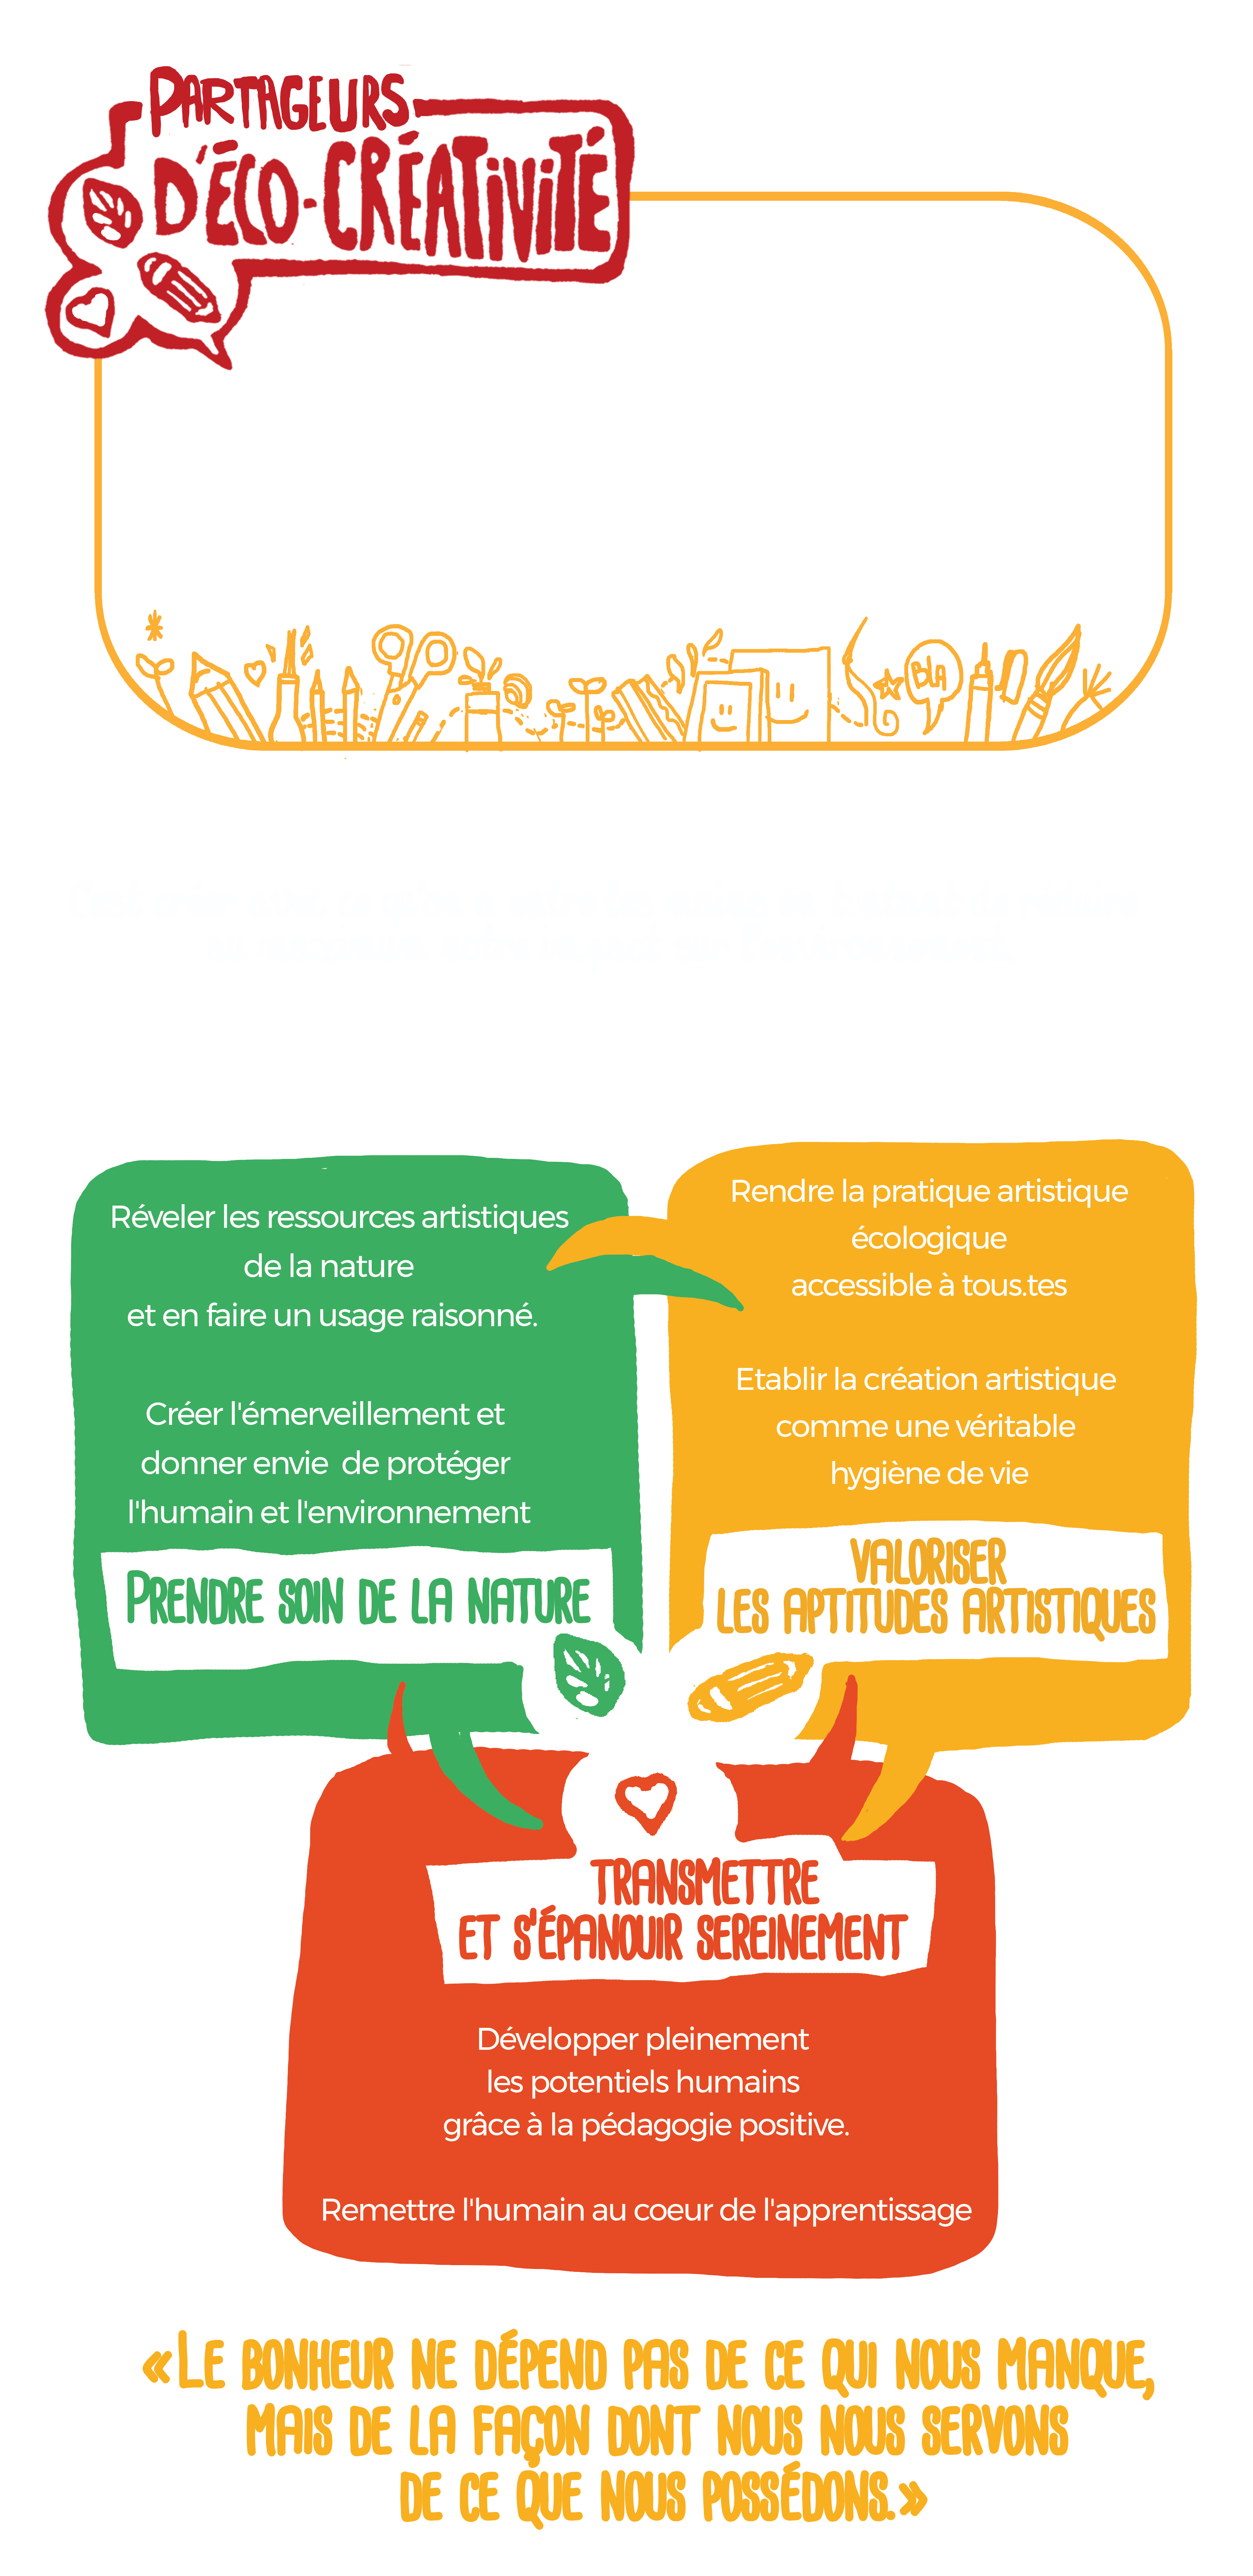 PARTAGEURS
D'ÉCO-CRÉATIVITÉ
BLA
Réveler les ressources artistiques
de la nature
et en faire un usage raisonné.
Créer l'émerveillement et
donner envie de protéger
l'humain et l'environnement
PRENDRE SOIN DE LA NATURE
Rendre la pratique artistique
écologique
accessible à tous.tes
Etablir la création artistique
comme une véritable
hygiène de vie
VALORISER
LES APTITUDES ARTISTIQUES
TRANSMETTRE
ET S'ÉPANOUIR SEREINEMENT
Développer pleinement
les potentiels humains
grâce à la pédagogie positive.
Remettre l'humain au coeur de l'apprentissage
«LE BONHEUR NE DÉPEND PAS DE CE QUI NOUS MANQUE,
MAIS DE LA FAÇON DONT NOUS NOUS SERVONS
DE CE QUE NOUS POSSÉDONS.»